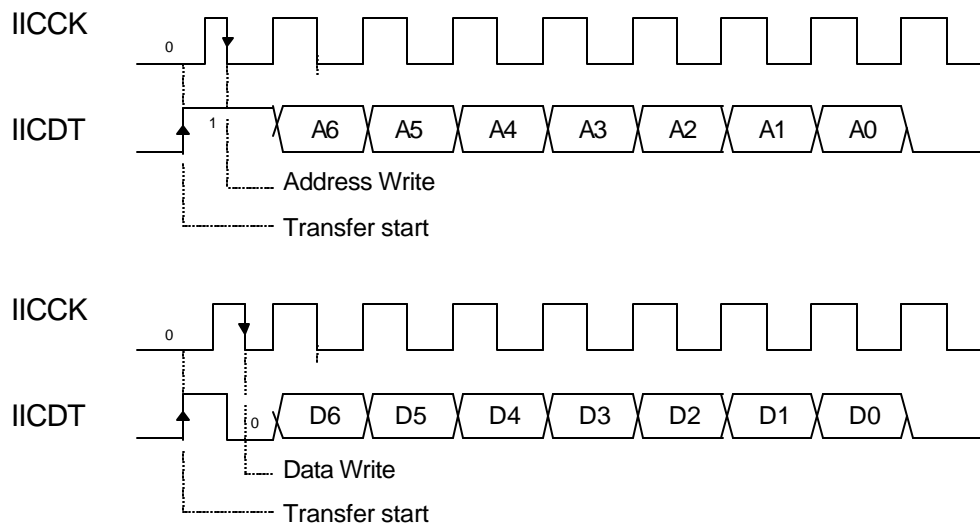 IICCK
0
IICDT
1
A6 A5 A4 A3 A2 A1 A0
Address Write
Transfer start
IICCK
0
IICDT
0
D6 D5 D4 D3 D2 D1 D0
Data Write
Transfer start